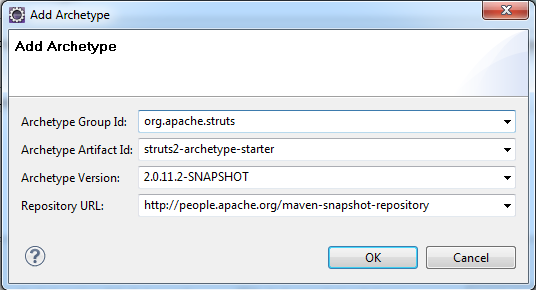 Add Archetype
Add Archetype
Archetype Group Id: org.apache.struts
Archetype Artifact Id: struts2-archetype-starter
Archetype Version: 2.0.11.2-SNAPSHOT
Repository URL: http://people.apache.org/maven-snapshot-repository
? OK Cancel